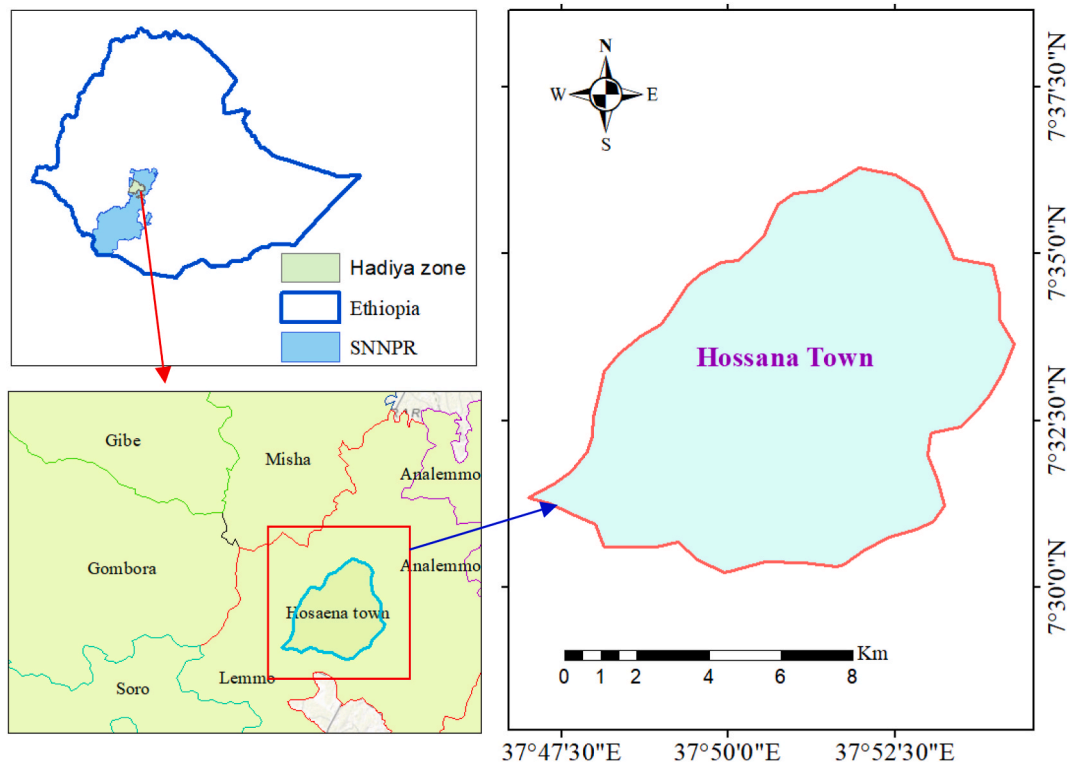 Hadiya zone
Ethiopia
SNNPR
Gibe
Misha
Analemmo
Gombora
Analemmo
Hosaena town
Soro
Lemmo
N
W
E
S
Hossana Town
7°37'30"N
7°35'0"N
7°32'30"N
7°30'0"N
Km
0 1 2 4 6 8
37°47'30"E 37°50'0"E 37°52'30"E